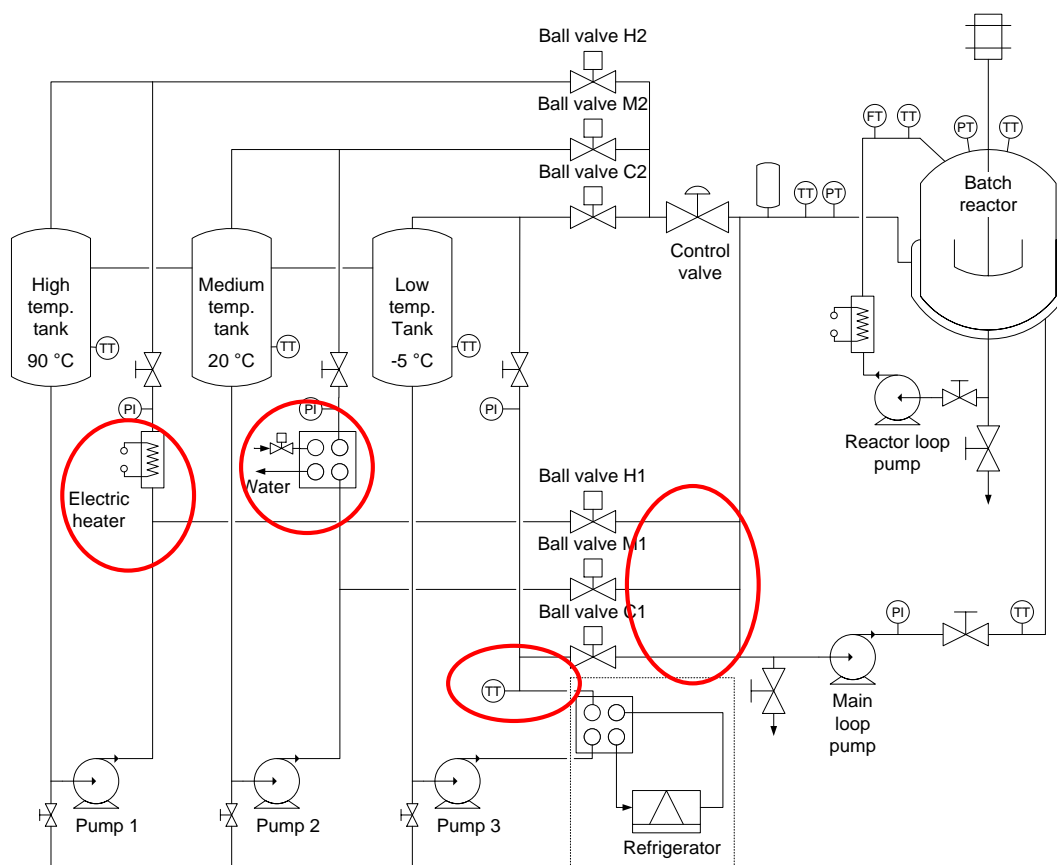 Ball valve H2
Ball valve M2
Ball valve C2
FT
TT
PT
TT
Batch
reactor
TT
PT
Control
valve
High
temp.
tank
90 °C
TT
Medium
temp.
tank
20 °C
TT
Low
temp.
Tank
-5 °C
TT
PI
PI
PI
Reactor loop
pump
Electric
heater
Water
Ball valve H1
Ball valve M1
Ball valve C1
TT
PI
TT
Main
loop
pump
Pump 1
Pump 2
Pump 3
Refrigerator